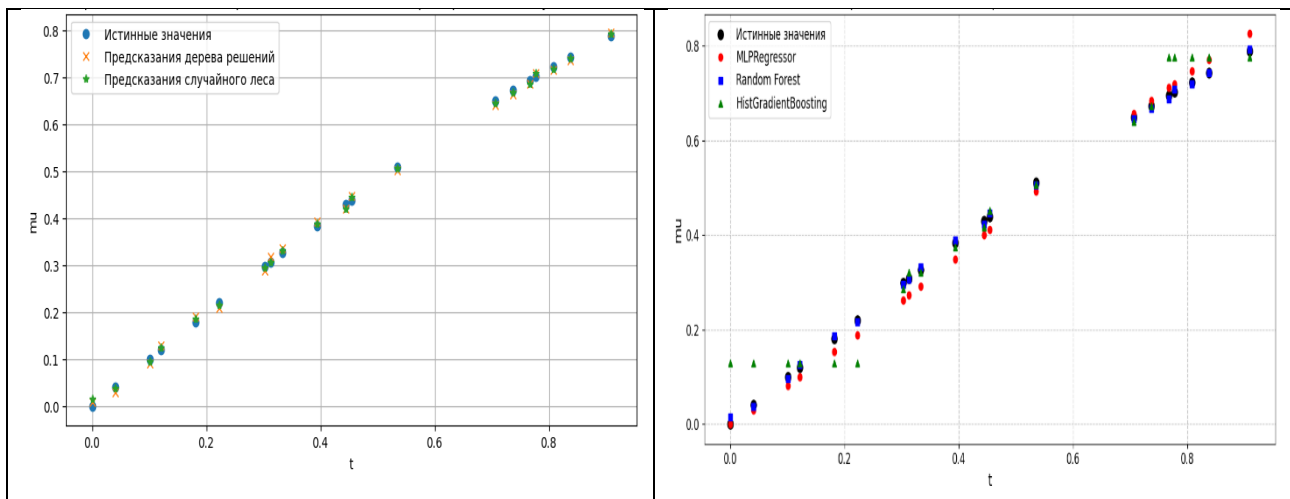 Истинные значения
Предсказания дерева решений
Предсказания случайного леса
0.8
0.7
0.6
0.5
0.4
0.3
0.2
0.1
0.0
mu
0.0
0.2
0.4
0.6
0.8
t
Истинные значения
MLPRegressor
Random Forest
HistGradientBoosting
0.8
0.6
0.4
0.2
0.0
mu
0.0
0.2
0.4
0.6
0.8
t